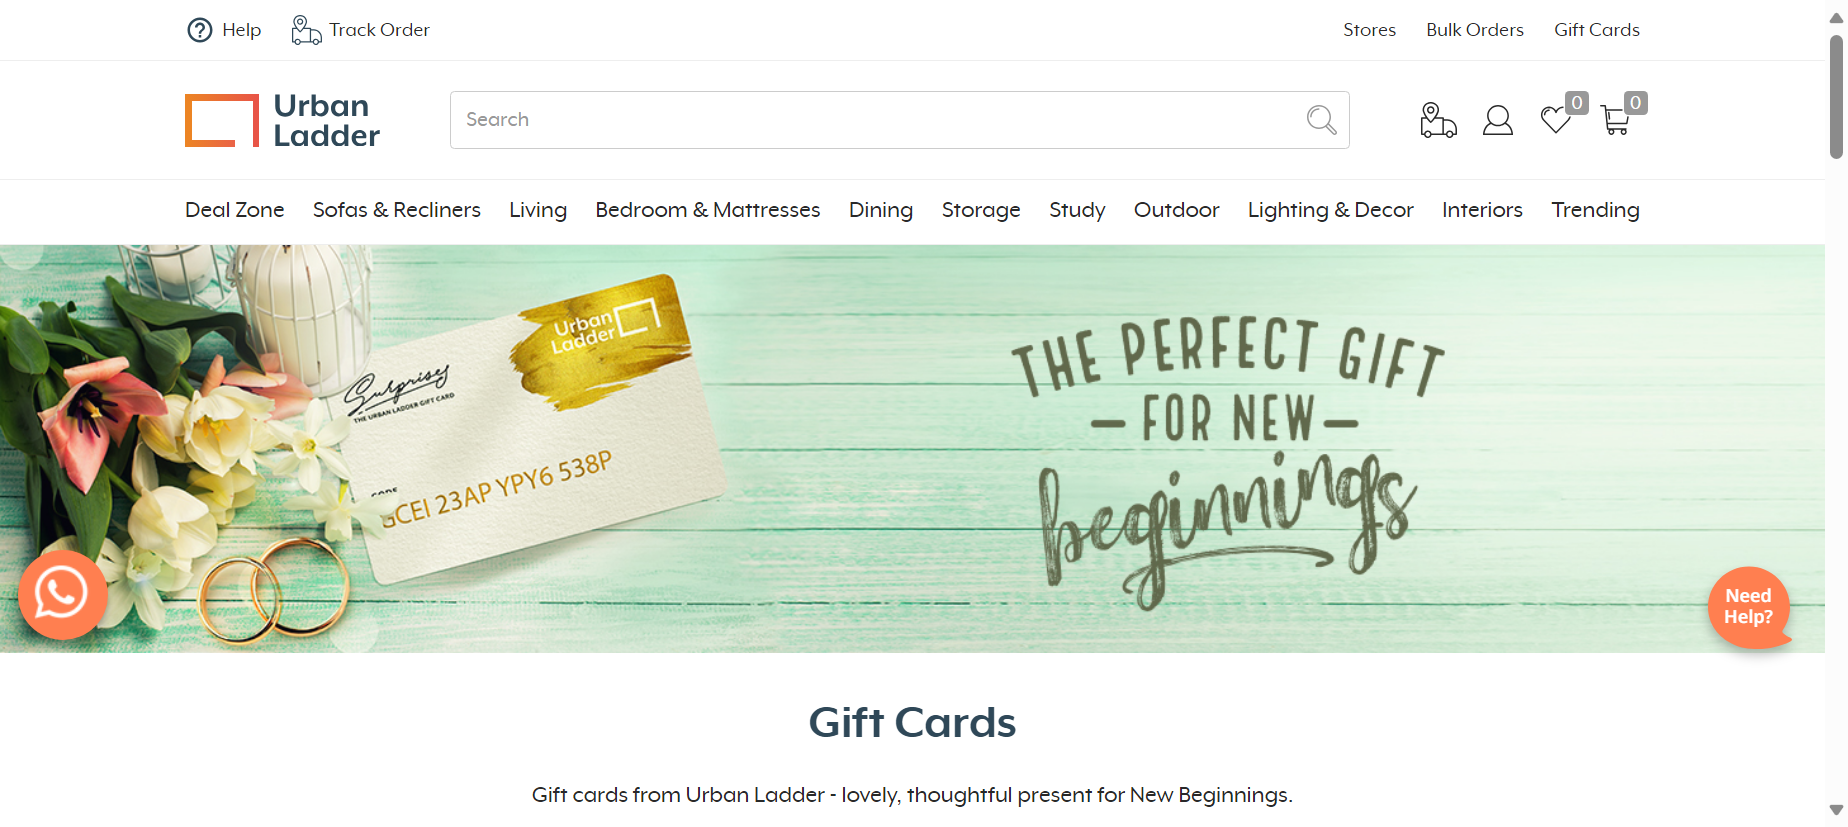 Help
Track Order
Stores
Bulk Orders
Gift Cards
Urban
Ladder
Search
0
0
Deal Zone
Sofas & Recliners
Living
Bedroom & Mattresses
Dining
Storage
Study
Outdoor
Lighting & Decor
Interiors
Trending
Urban
Ladder
Surprises
THE URBAN LADDER GIFT CARD
CODE
GCEI 23AP YPY6 538P
THE PERFECT GIFT
FOR NEW
beginnings
Need
Help?
Gift Cards
Gift cards from Urban Ladder - lovely, thoughtful present for New Beginnings.